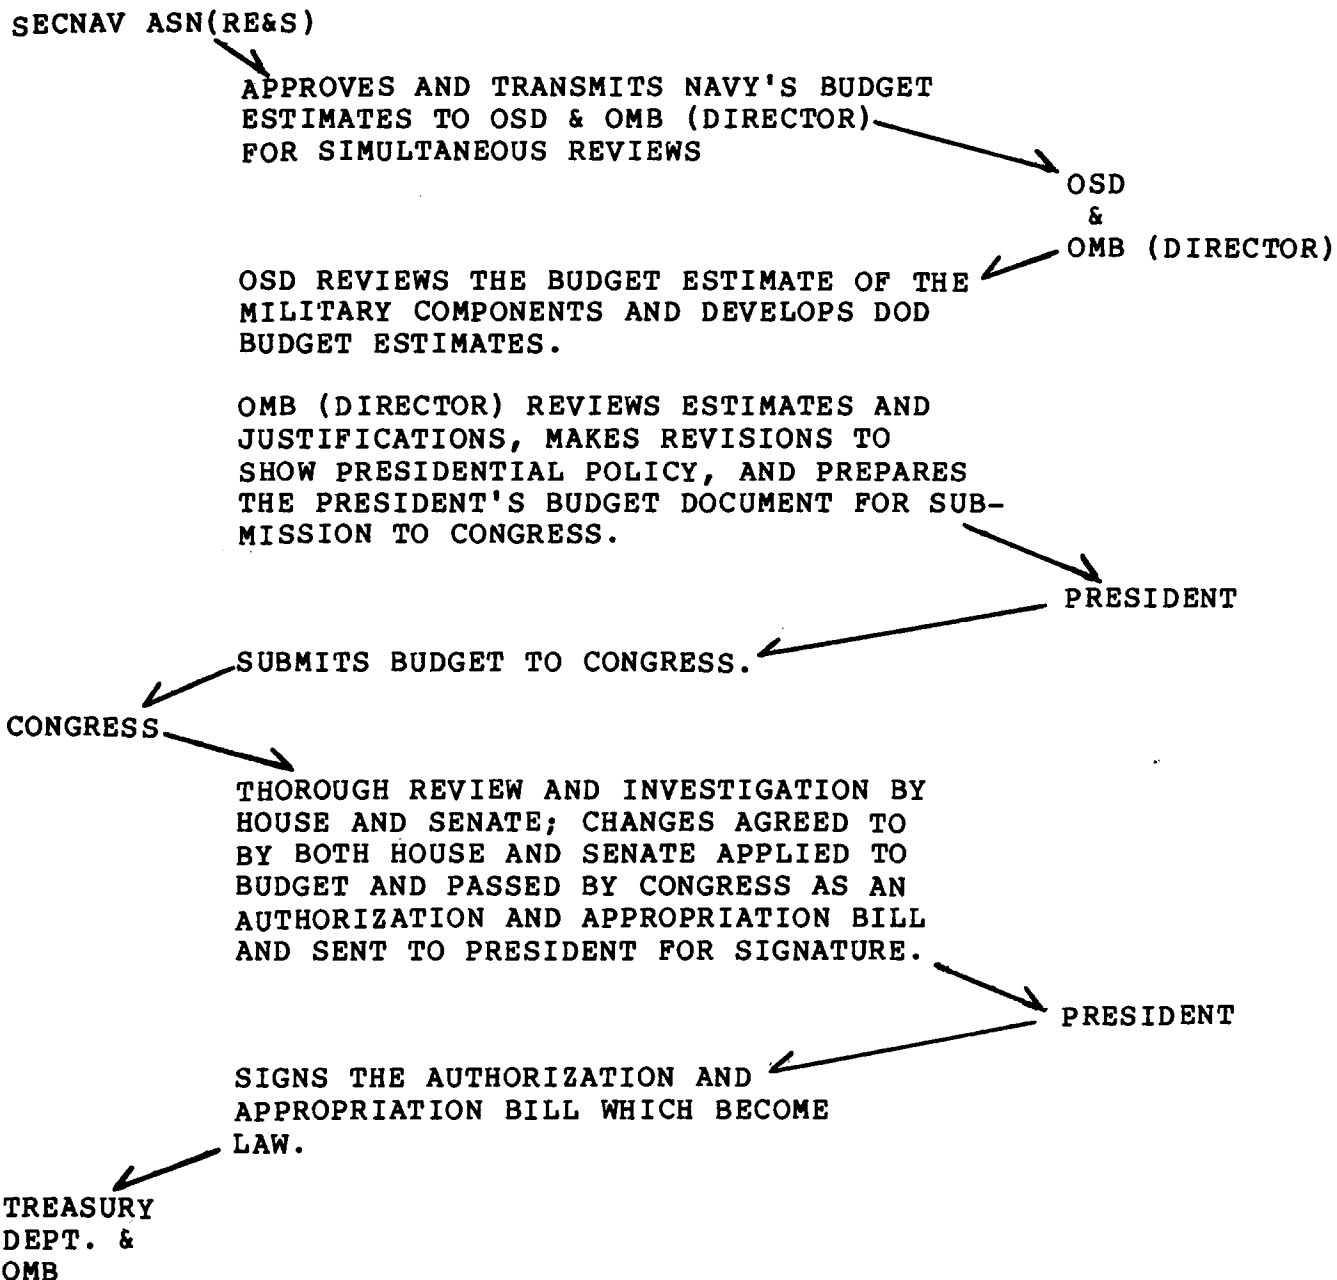 SECNAV ASN(RE&S)
APPROVES AND TRANSMITS NAVY'S BUDGET
ESTIMATES TO OSD & OMB (DIRECTOR)
FOR SIMULTANEOUS REVIEWS
OSD
&
OMB (DIRECTOR)
OSD REVIEWS THE BUDGET ESTIMATE OF THE
MILITARY COMPONENTS AND DEVELOPS DOD
BUDGET ESTIMATES.
OMB (DIRECTOR) REVIEWS ESTIMATES AND
JUSTIFICATIONS, MAKES REVISIONS TO
SHOW PRESIDENTIAL POLICY, AND PREPARES
THE PRESIDENT'S BUDGET DOCUMENT FOR SUB-
MISSION TO CONGRESS.
PRESIDENT
SUBMITS BUDGET TO CONGRESS.
CONGRESS
THOROUGH REVIEW AND INVESTIGATION BY
HOUSE AND SENATE; CHANGES AGREED TO
BY BOTH HOUSE AND SENATE APPLIED TO
BUDGET AND PASSED BY CONGRESS AS AN
AUTHORIZATION AND APPROPRIATION BILL
AND SENT TO PRESIDENT FOR SIGNATURE.
PRESIDENT
SIGNS THE AUTHORIZATION AND
APPROPRIATION BILL WHICH BECOME
LAW.
TREASURY
DEPT. &
OMB